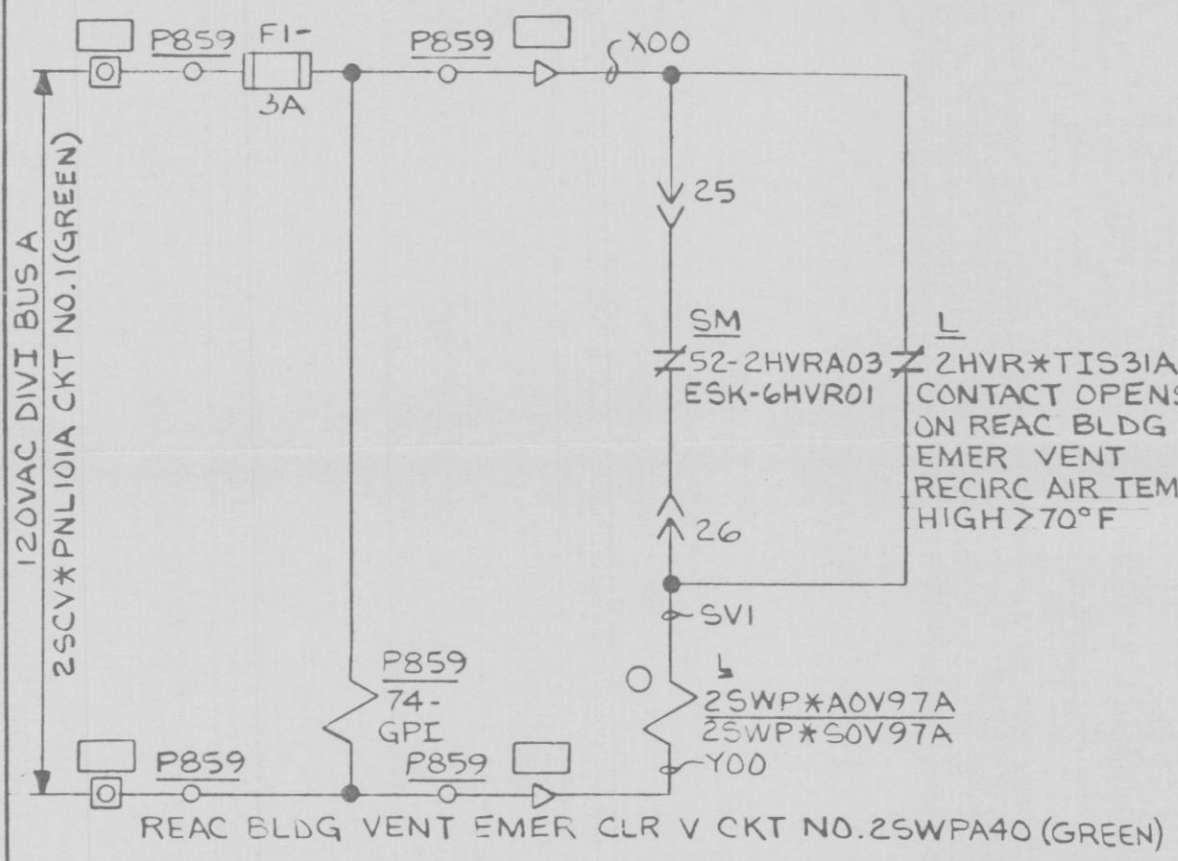 P859
F1-
P859
X00
3A
120VAC DIVI BUS A
2SCV*PNL101A CKT NO.1(GREEN)
25
SM
52-2HVRA03
ESK-6HVR01
L
2HVR*TIS31A
CONTACT OPENS
ON REAC BLDG
EMER VENT
RECIRC AIR TEM
HIGH >70°F
26
SV1
P859
74-
GPI
L
2SWP*AOV97A
2SWP*SOV97A
P859
P859
Y00
REAC BLDG VENT EMER CLR V CKT NO.2SWPA40 (GREEN)